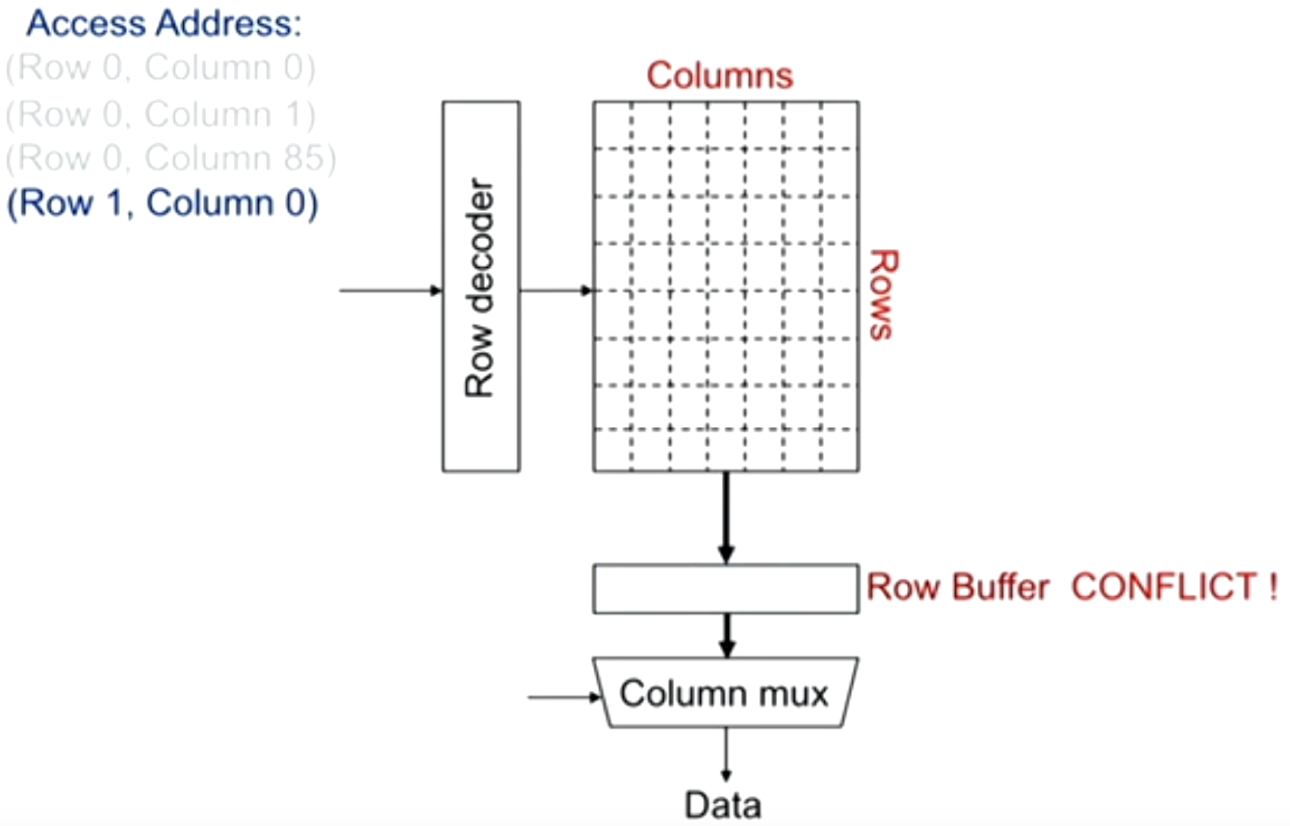 Access Address:
(Row 0, Column 0)
(Row 0, Column 1)
(Row 0, Column 85)
(Row 1, Column 0)
Columns
Row decoder
Rows
Row Buffer CONFLICT !
Column mux
Data